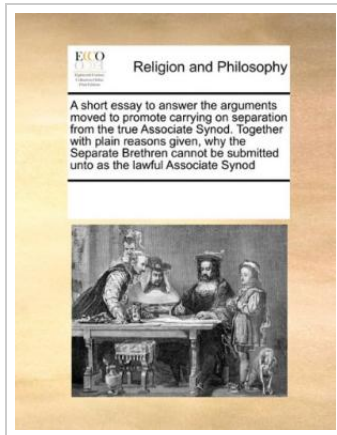 ECCO
Religion and Philosophy
A short essay to answer the arguments
moved to promote carrying on separation
from the true Associate Synod. Together
with plain reasons given, why the
Separate Brethren cannot be submitted
unto as the lawful Associate Synod